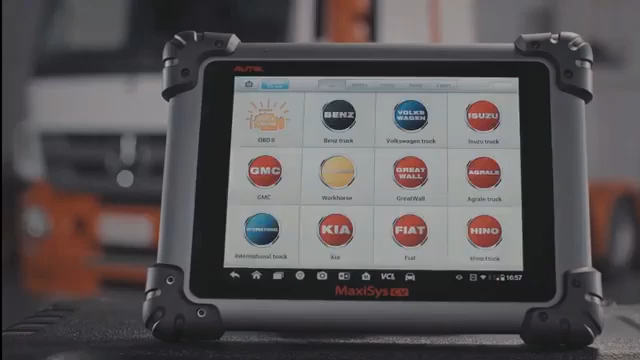 AUTEL
OBD II
BENZ
Benz truck
VOLKS
WAGEN
Volkswagen truck
ISUZU
Isuzu truck
GMC
GMC
Workhorse
GREAT
WALL
GreatWall
AGRALE
Agrale truck
INTERNATIONAL
International truck
KIA
Kia
FIAT
Fiat
HINO
Hino truck
VCL
16:57
MaxiSys CV